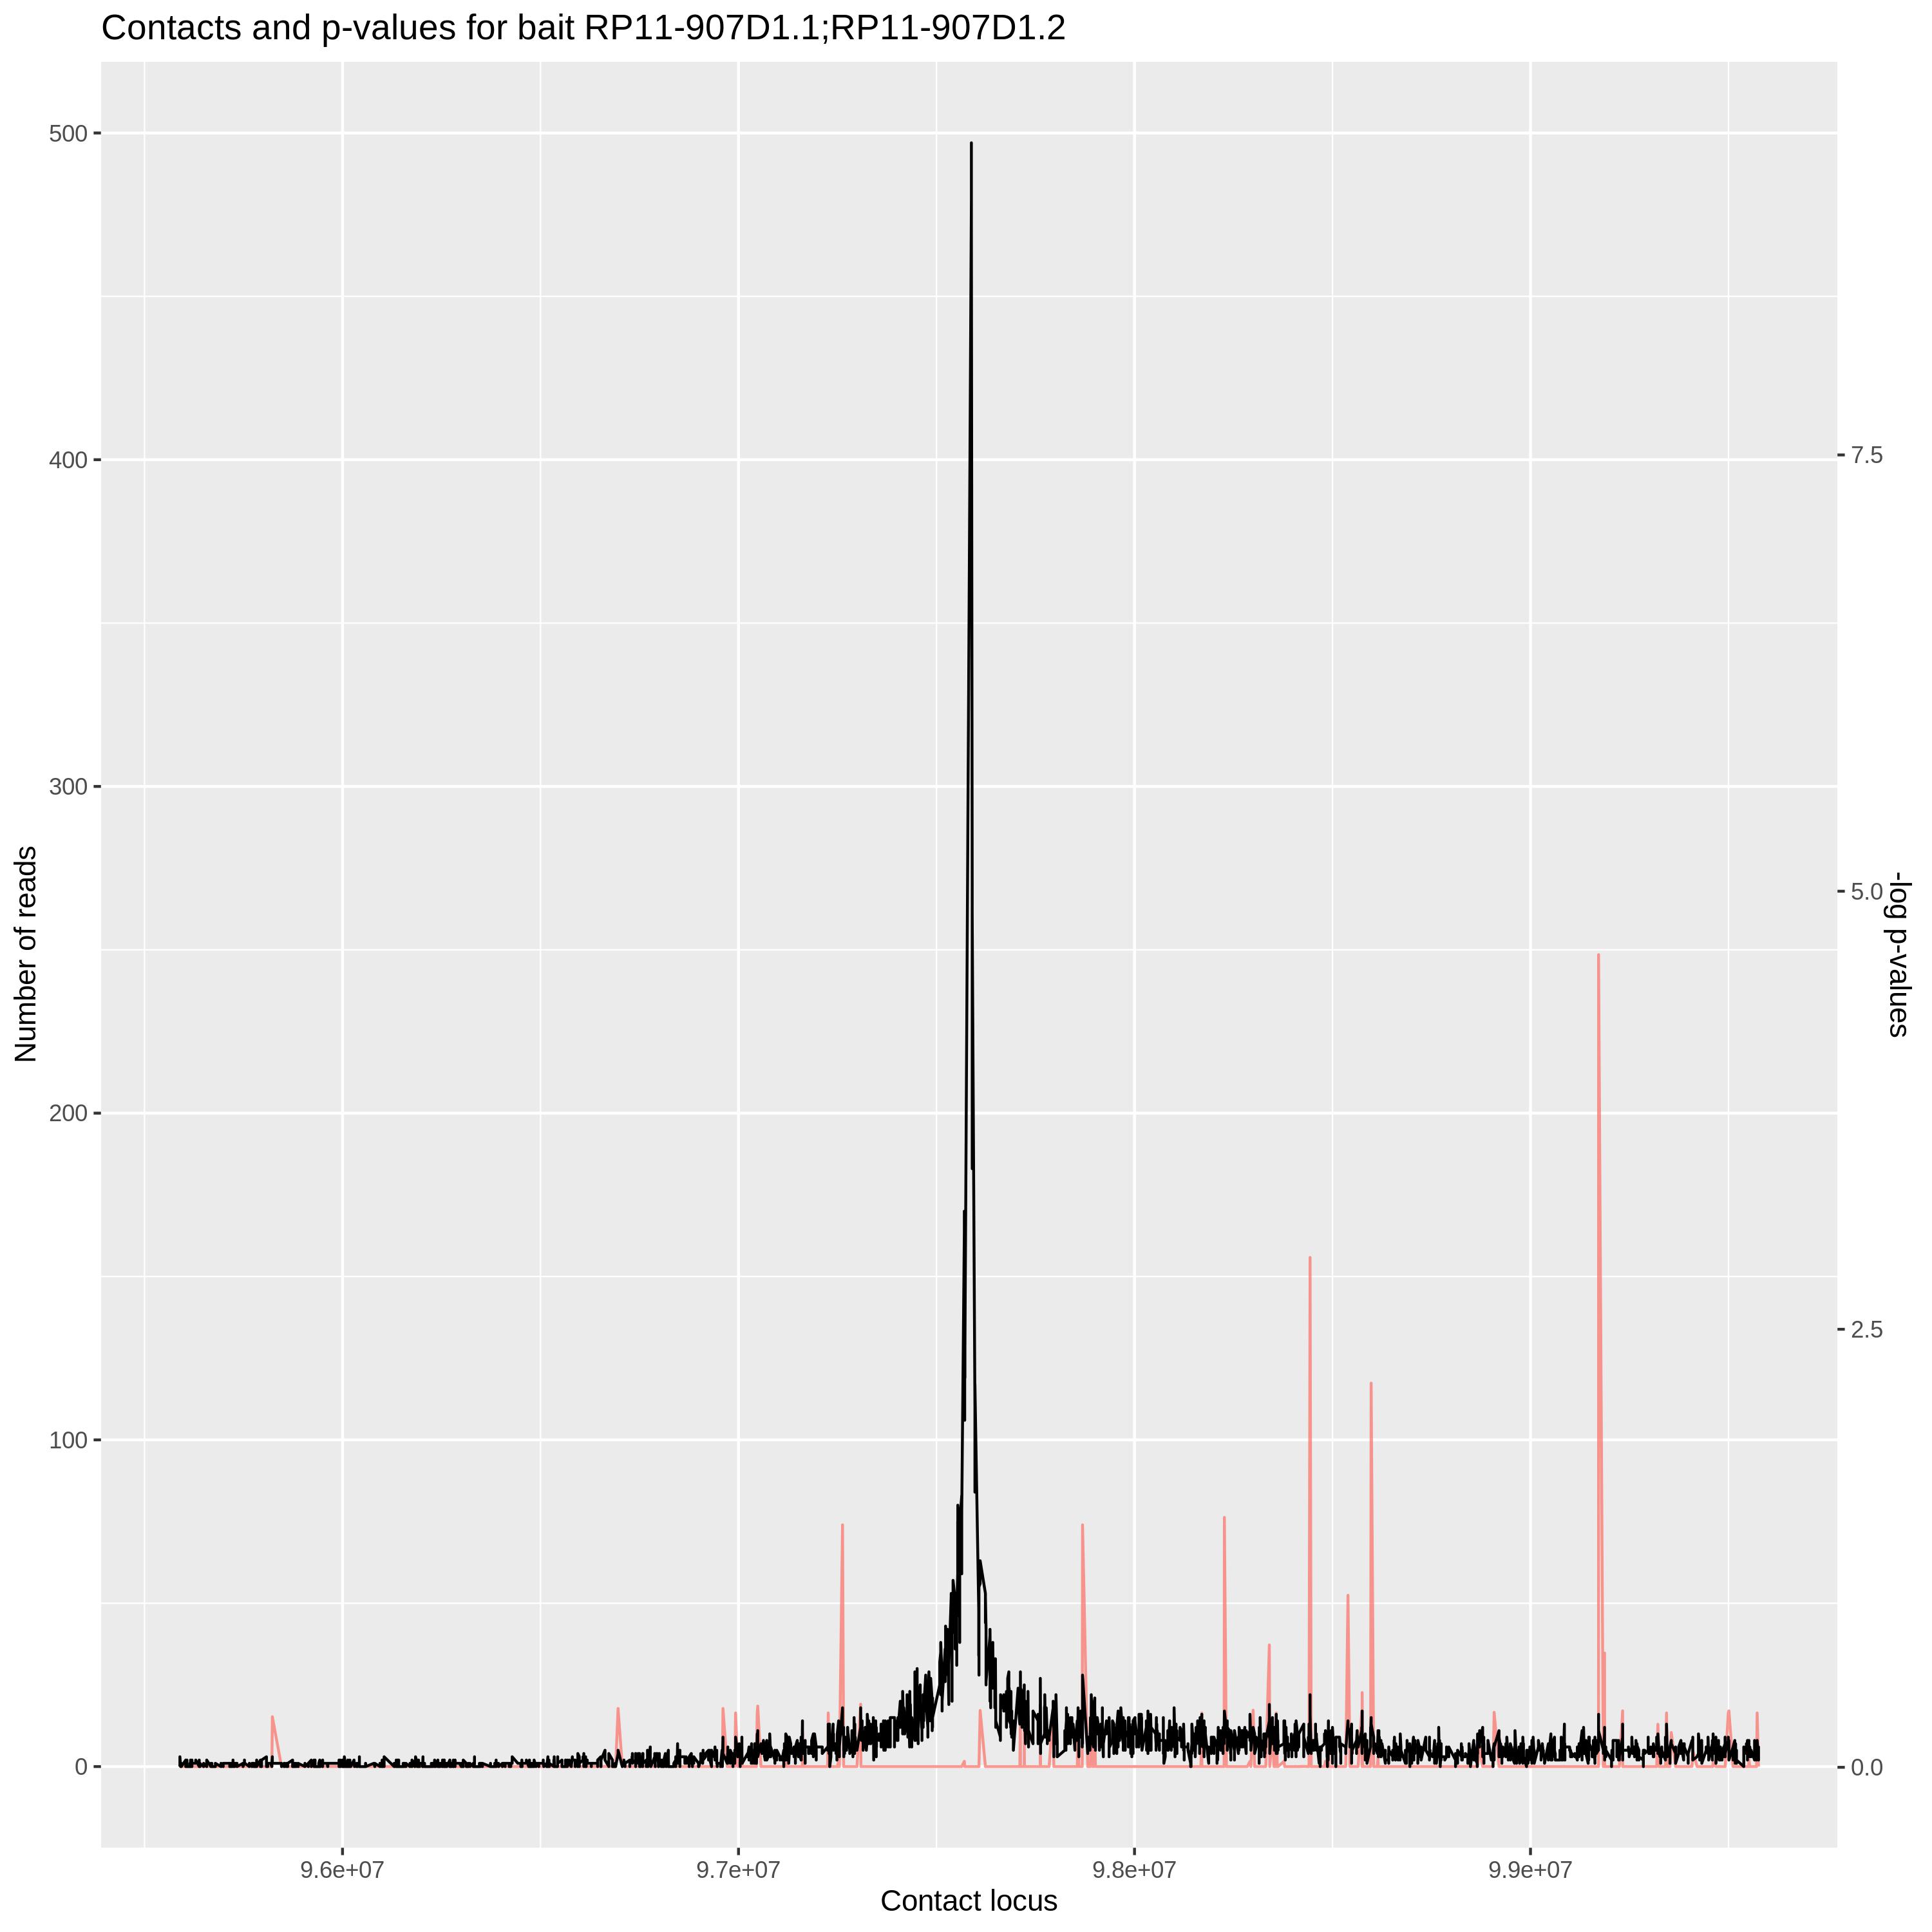 Contacts and p-values for bait RP11-907D1.1;RP11-907D1.2
500
400
300
200
100
0
Number of reads
7.5
5.0
2.5
0.0
-log p-values
9.6e+07
9.7e+07
9.8e+07
9.9e+07
Contact locus